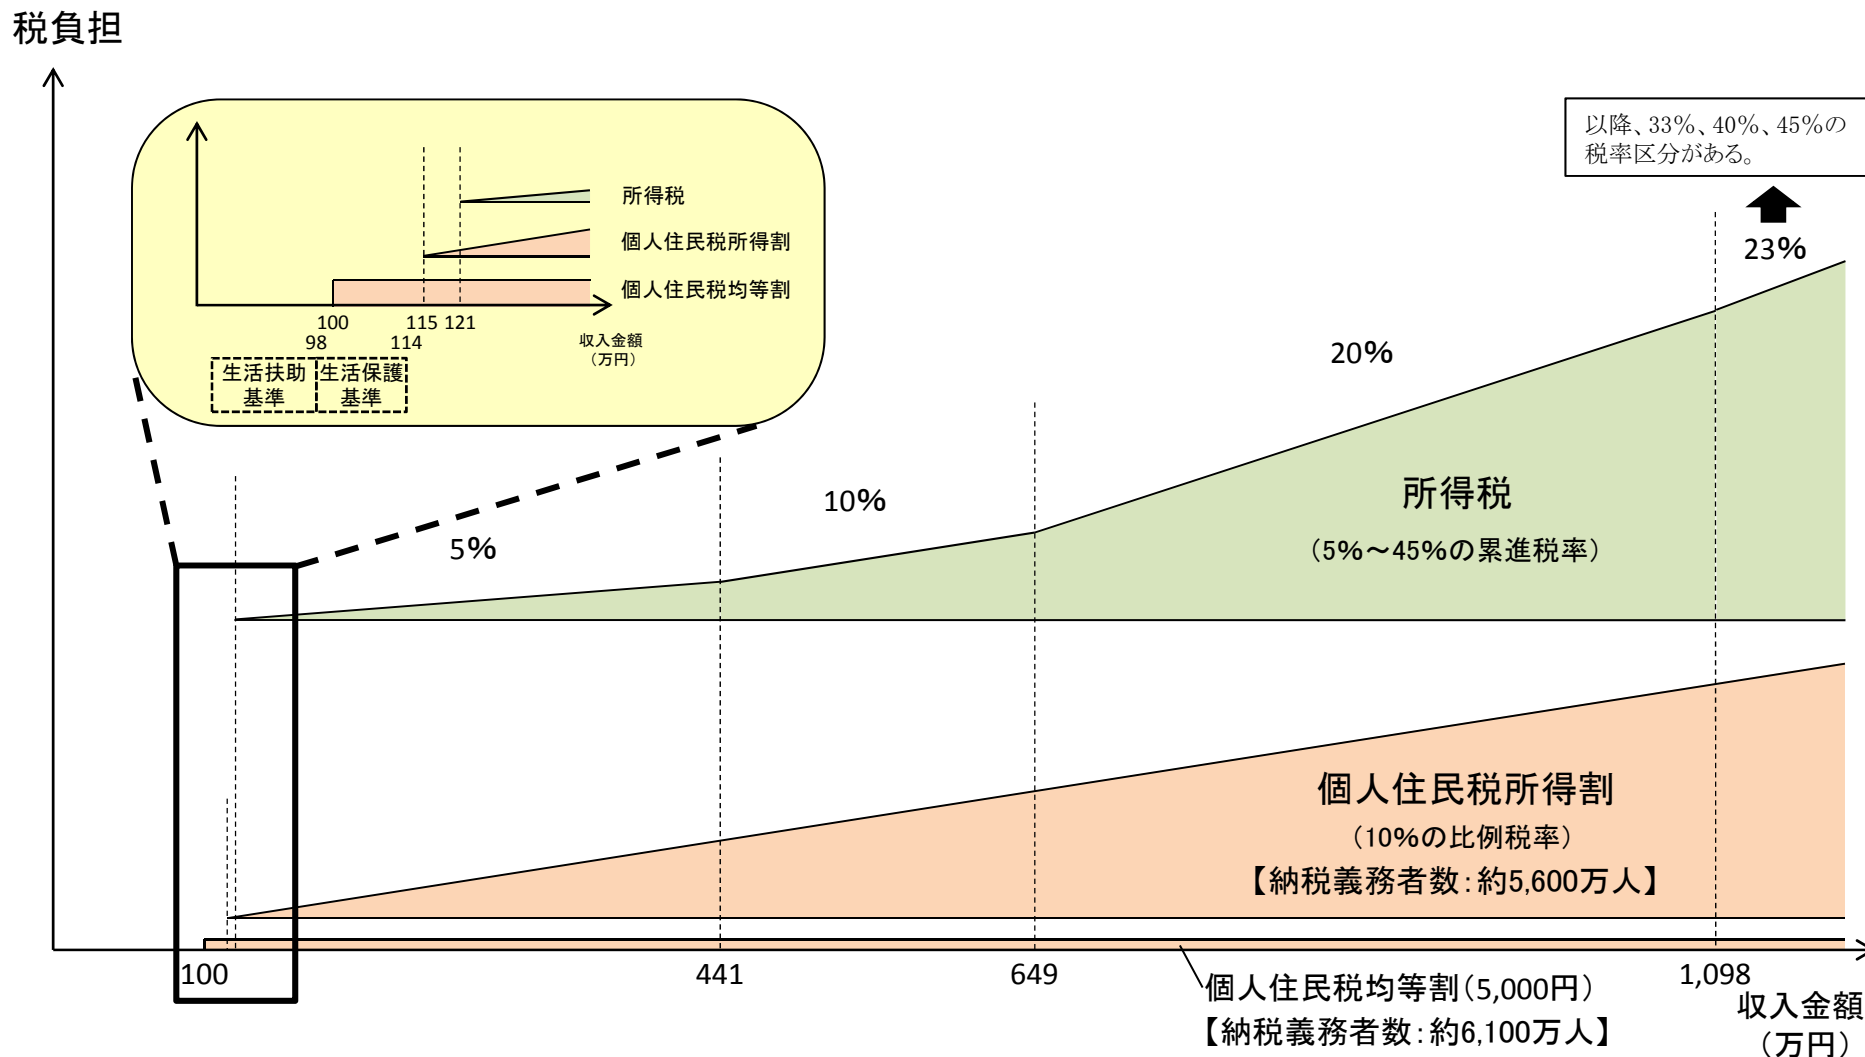 税負担
以降、33％、40％、45％の
税率区分がある。
23%
所得税
個人住民税所得割
個人住民税均等割
100
115
121
98
114
収入金額
（万円）
生活扶助
基準
生活保護
基準
20%
10%
5%
所得税
（5%～45%の累進税率）
個人住民税所得割
（10%の比例税率）
【納税義務者数：約5,600万人】
100
441
649
1,098
個人住民税均等割（5,000円）
【納税義務者数：約6,100万人】
収入金額
（万円）